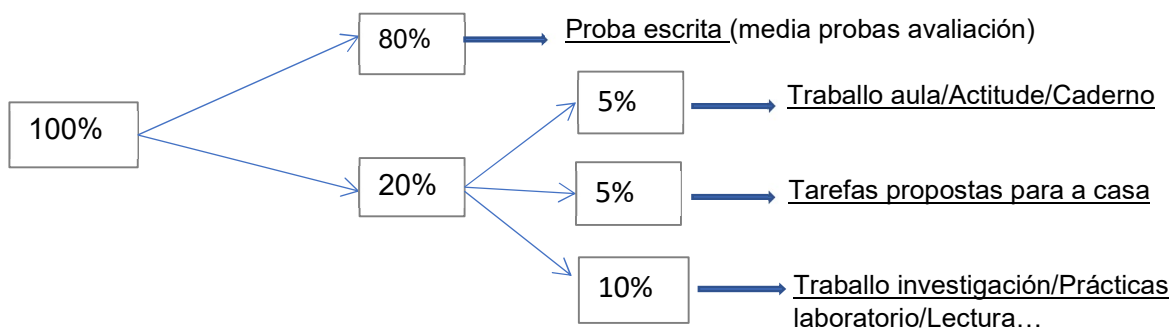 80%
Proba escrita (media probas avaliación)
100%
20%
5%
Traballo aula/Actitude/Caderno
5%
Tarefas propostas para a casa
10%
Traballo investigación/Prácticas
laboratorio/Lectura…